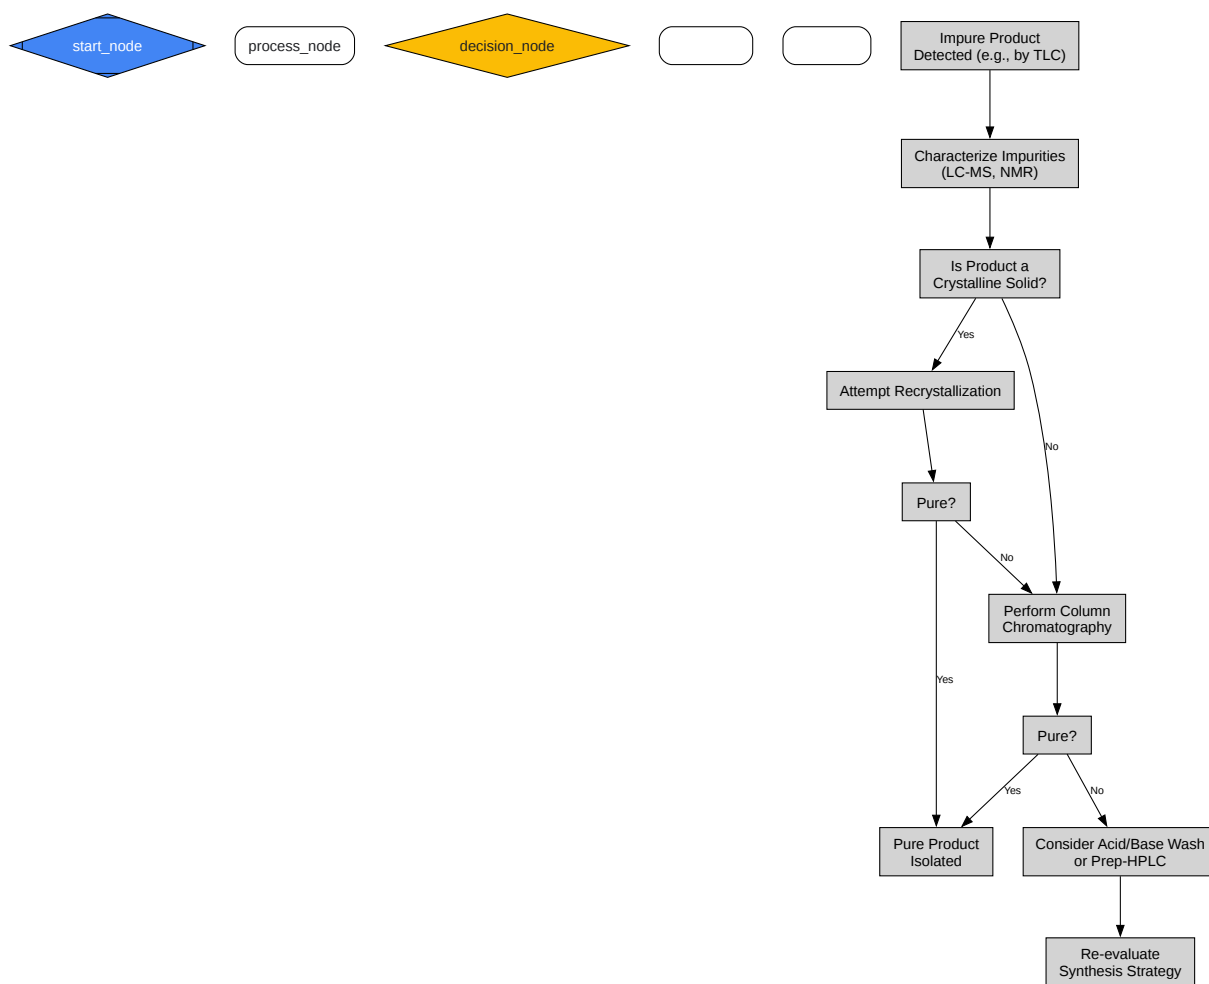 start_node
process_node
decision_node
Impure Product
Detected (e.g., by TLC)
Characterize Impurities
(LC-MS, NMR)
Is Product a
Crystalline Solid?
Yes
Attempt Recrystallization
No
Pure?
No
Perform Column
Chromatography
Yes
Pure?
Yes
No
Pure Product
Isolated
Consider Acid/Base Wash
or Prep-HPLC
Re-evaluate
Synthesis Strategy